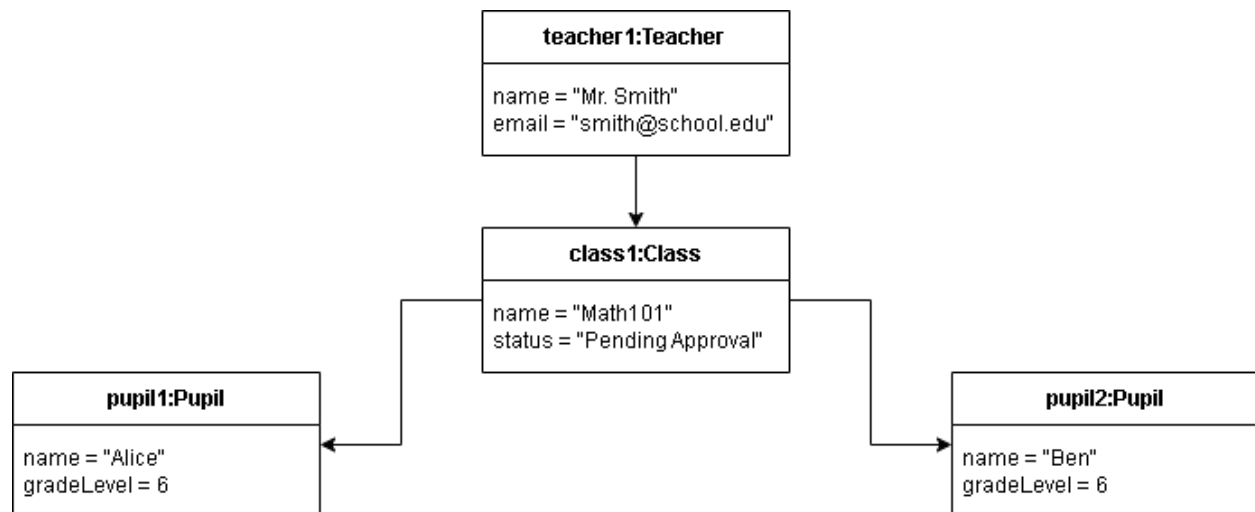 teacher1:Teacher
name = "Mr. Smith"
email = "smith@school.edu"
class1:Class
name = "Math101"
status = "Pending Approval"
pupil1:Pupil
name = "Alice"
gradeLevel = 6
pupil2:Pupil
name = "Ben"
gradeLevel = 6